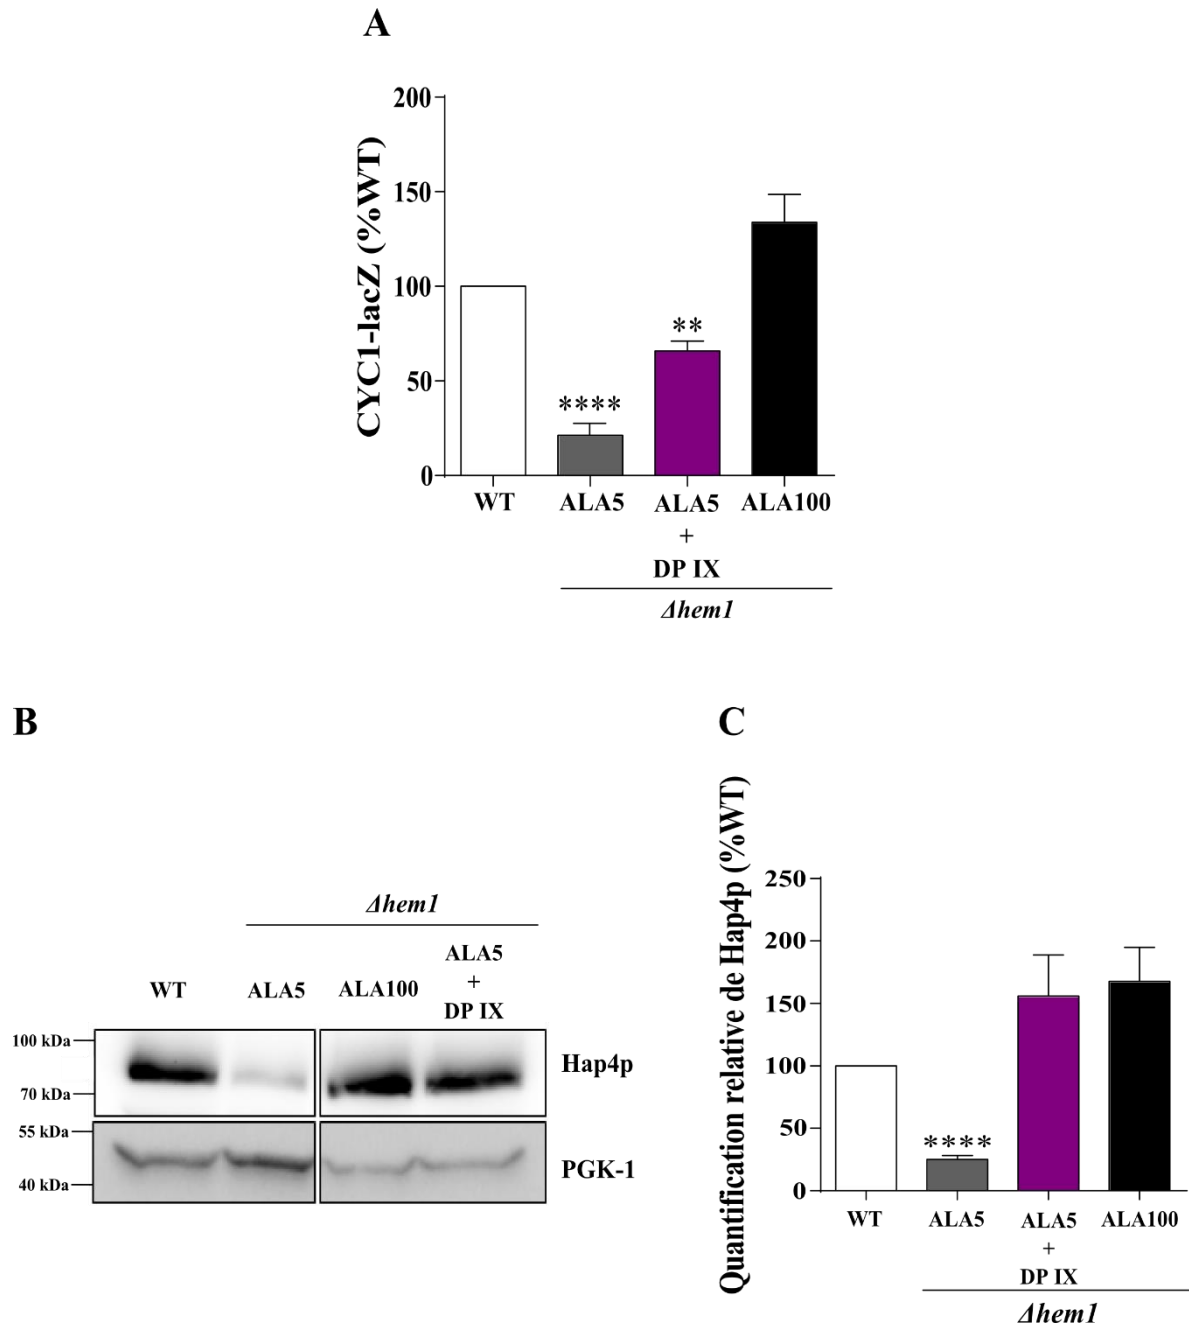 A
CYC1-lacZ (%WT)
200
150
100
50
0
****
**
WT
ALA5
ALA5
+
DP IX
ALA100
Δhem1
B
Δhem1
WT
ALA5
ALA100
ALA5
+
DP IX
100 kDa
70 kDa
Hap4p
55 kDa
40 kDa
PGK-1
C
Quantification relative de Hap4p (%WT)
250
200
150
100
50
0
****
WT
ALA5
ALA5
+
DP IX
ALA100
Δhem1